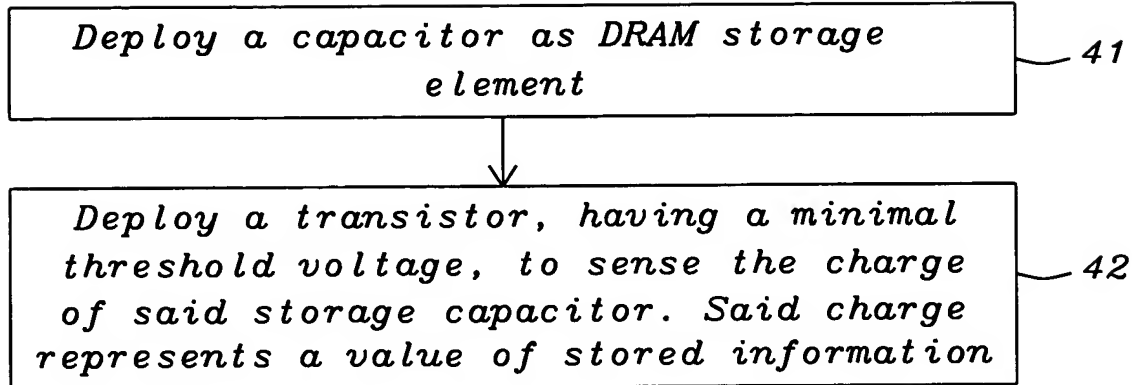 Deploy a capacitor as DRAM storage
element
41
Deploy a transistor, having a minimal
threshold voltage, to sense the charge
of said storage capacitor. Said charge
represents a value of stored information
42